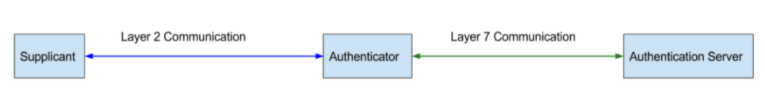 Layer 2 Communication
Layer 7 Communication
Supplicant
Authenticator
Authentication Server